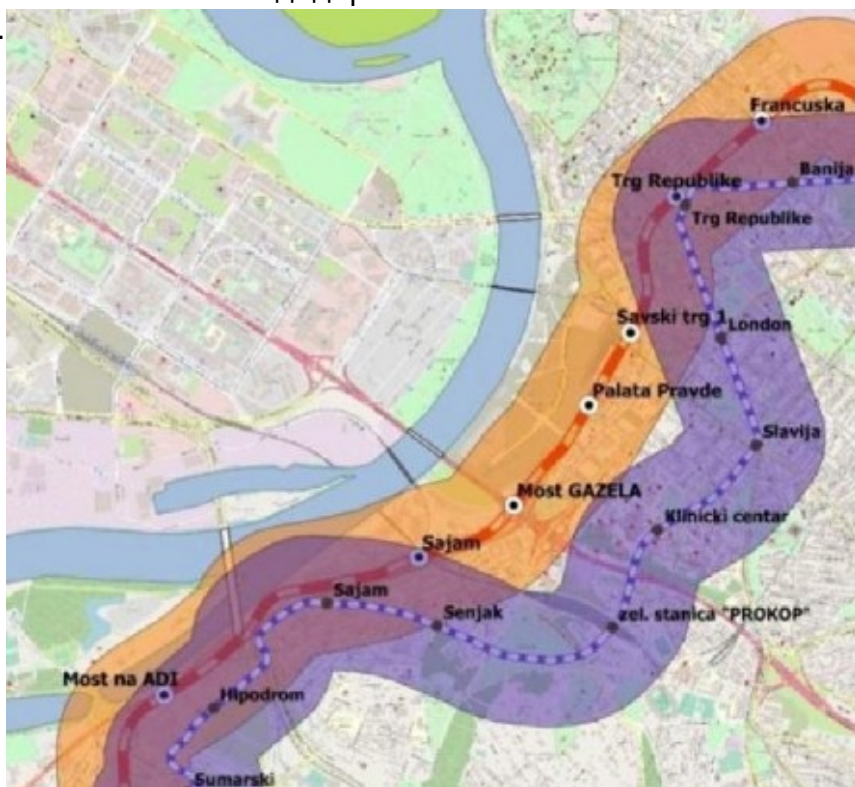 Francuska
Banija
Trg Republike
Trg Republike
Savski trg 1
London
Palata Pravde
Slavija
Most GAZELA
Klinicki centar
Sajam
Sajam
Senjak
zel. stanica "PROKOP"
Most na ADI
Hipodrom
Sumarski